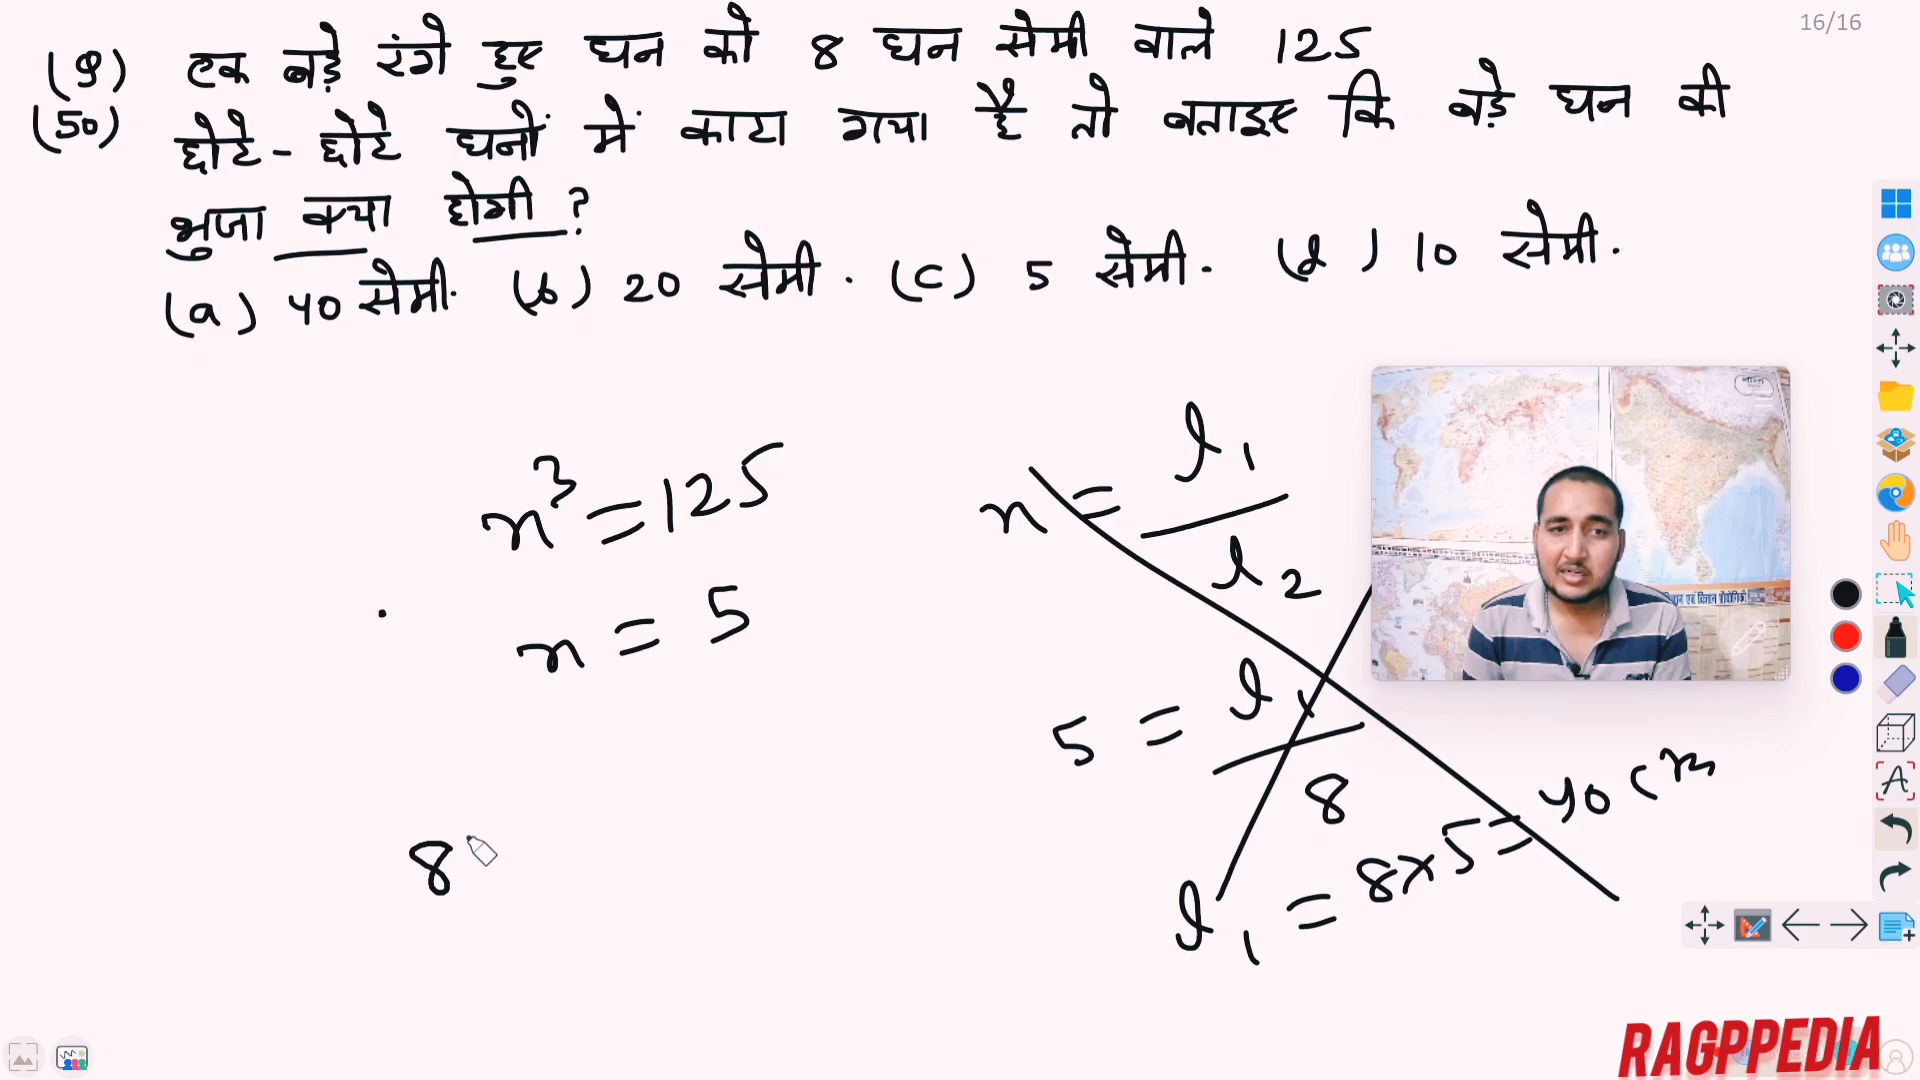 16/16
(Q) एक बड़े रंगे हुए घन को 8 घन सेमी वाले 125
(50) छोटे-छोटे घनों में काटा गया है तो बताइए कि बड़े घन की
भुजा क्या होगी ?
(a) 40 सेमी. (b) 20 सेमी. (c) 5 सेमी. (d) 10 सेमी.
n³ = 125
n = 5
8
n = l₁/l₂
5 = l₁/8
l₁ = 8×5 = 40 cm
RAGPPEDIA